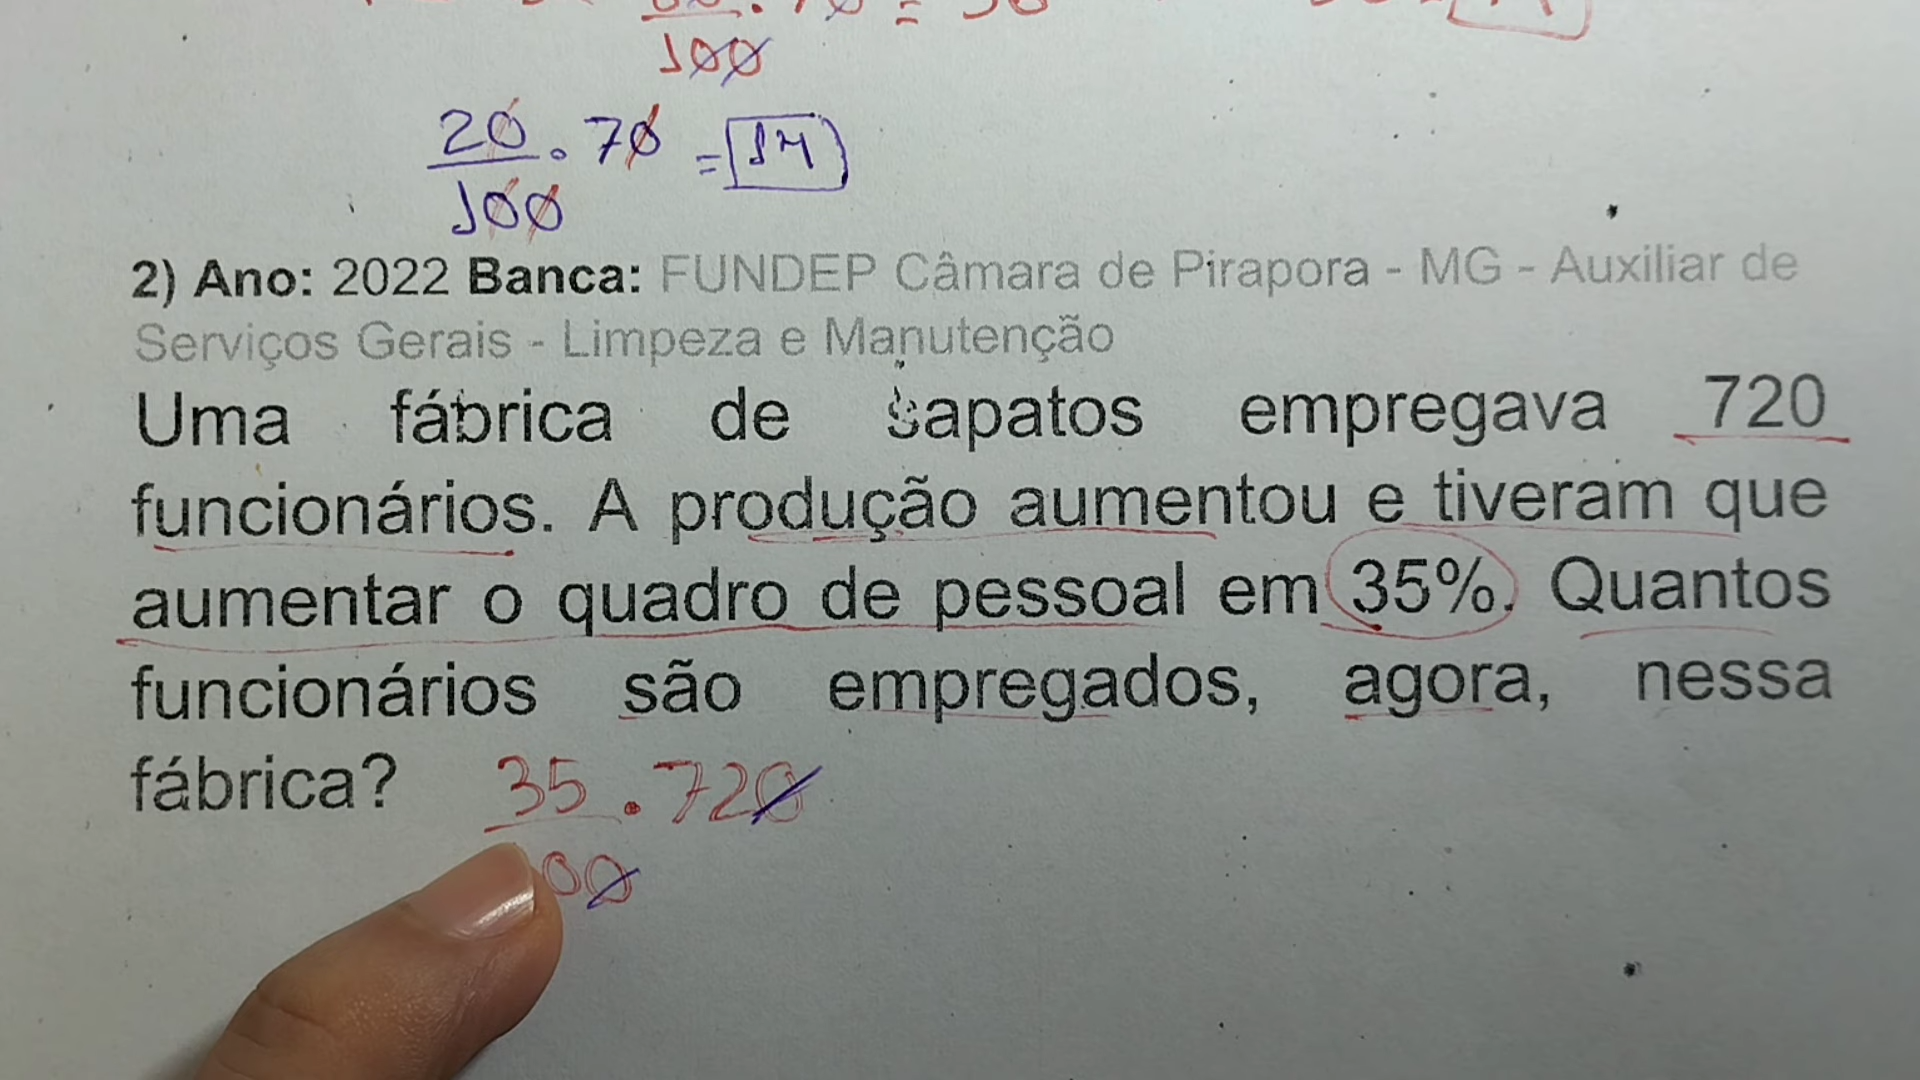 100
20 . 70 = 14
100
2) Ano: 2022 Banca: FUNDEP Câmara de Pirapora - MG - Auxiliar de
Serviços Gerais - Limpeza e Manutenção
Uma fábrica de sapatos empregava 720
funcionários. A produção aumentou e tiveram que
aumentar o quadro de pessoal em 35%. Quantos
funcionários são empregados, agora, nessa
fábrica? 35 . 720
00